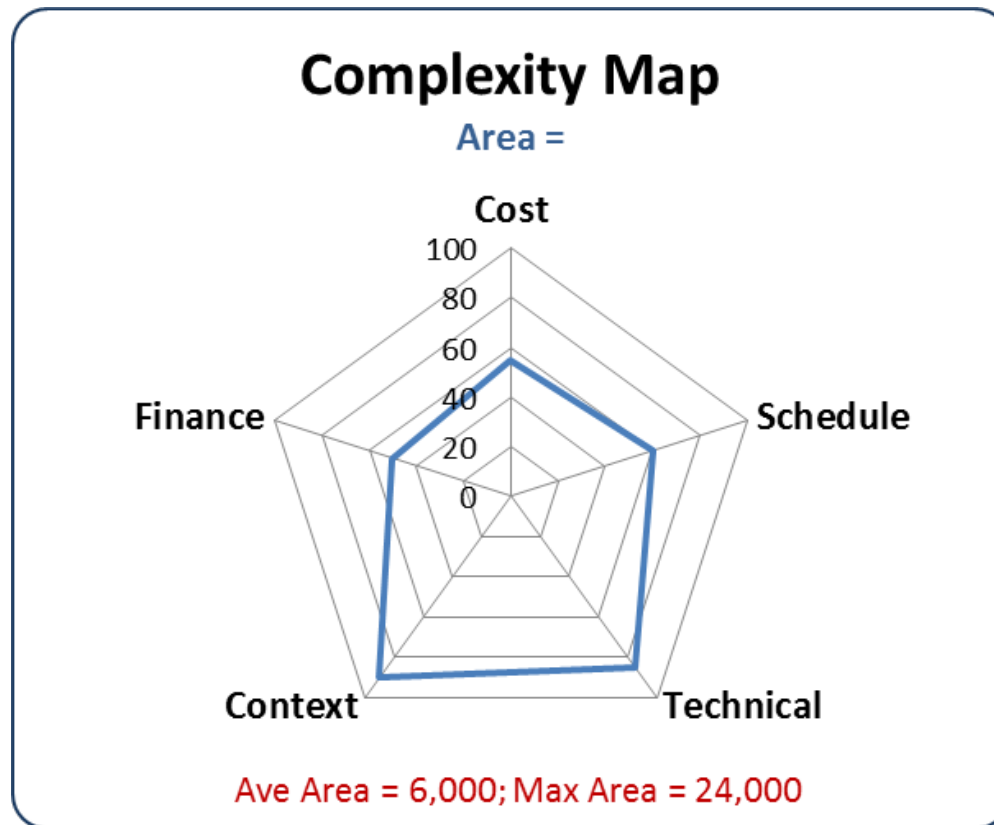 Complexity Map
Area =
Cost
100
80
60
40
20
0
Finance
Schedule
Context
Technical
Ave Area = 6,000; Max Area = 24,000